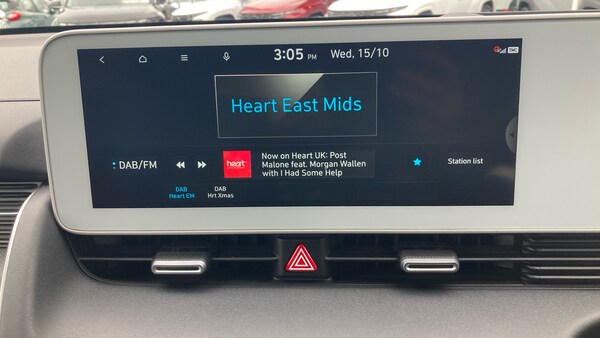 3:05 PM Wed, 15/10
Heart East Mids
DAB/FM
heart
Now on Heart UK: Post
Malone feat. Morgan Wallen
with I Had Some Help
Station list
DAB
Heart EM
DAB
Hrt Xmas